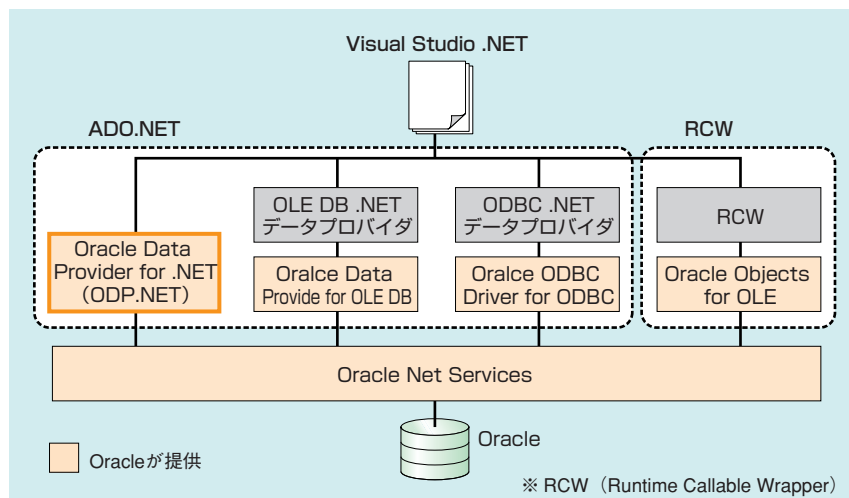 Visual Studio .NET
ADO.NET
RCW
OLE DB .NET
データプロバイダ
ODBC .NET
データプロバイダ
RCW
Oracle Data
Provider for .NET
（ODP.NET）
Oralce Data
Provide for OLE DB
Oralce ODBC
Driver for ODBC
Oracle Objects
for OLE
Oracle Net Services
Oracle
Oracleが提供
※ RCW（Runtime Callable Wrapper）